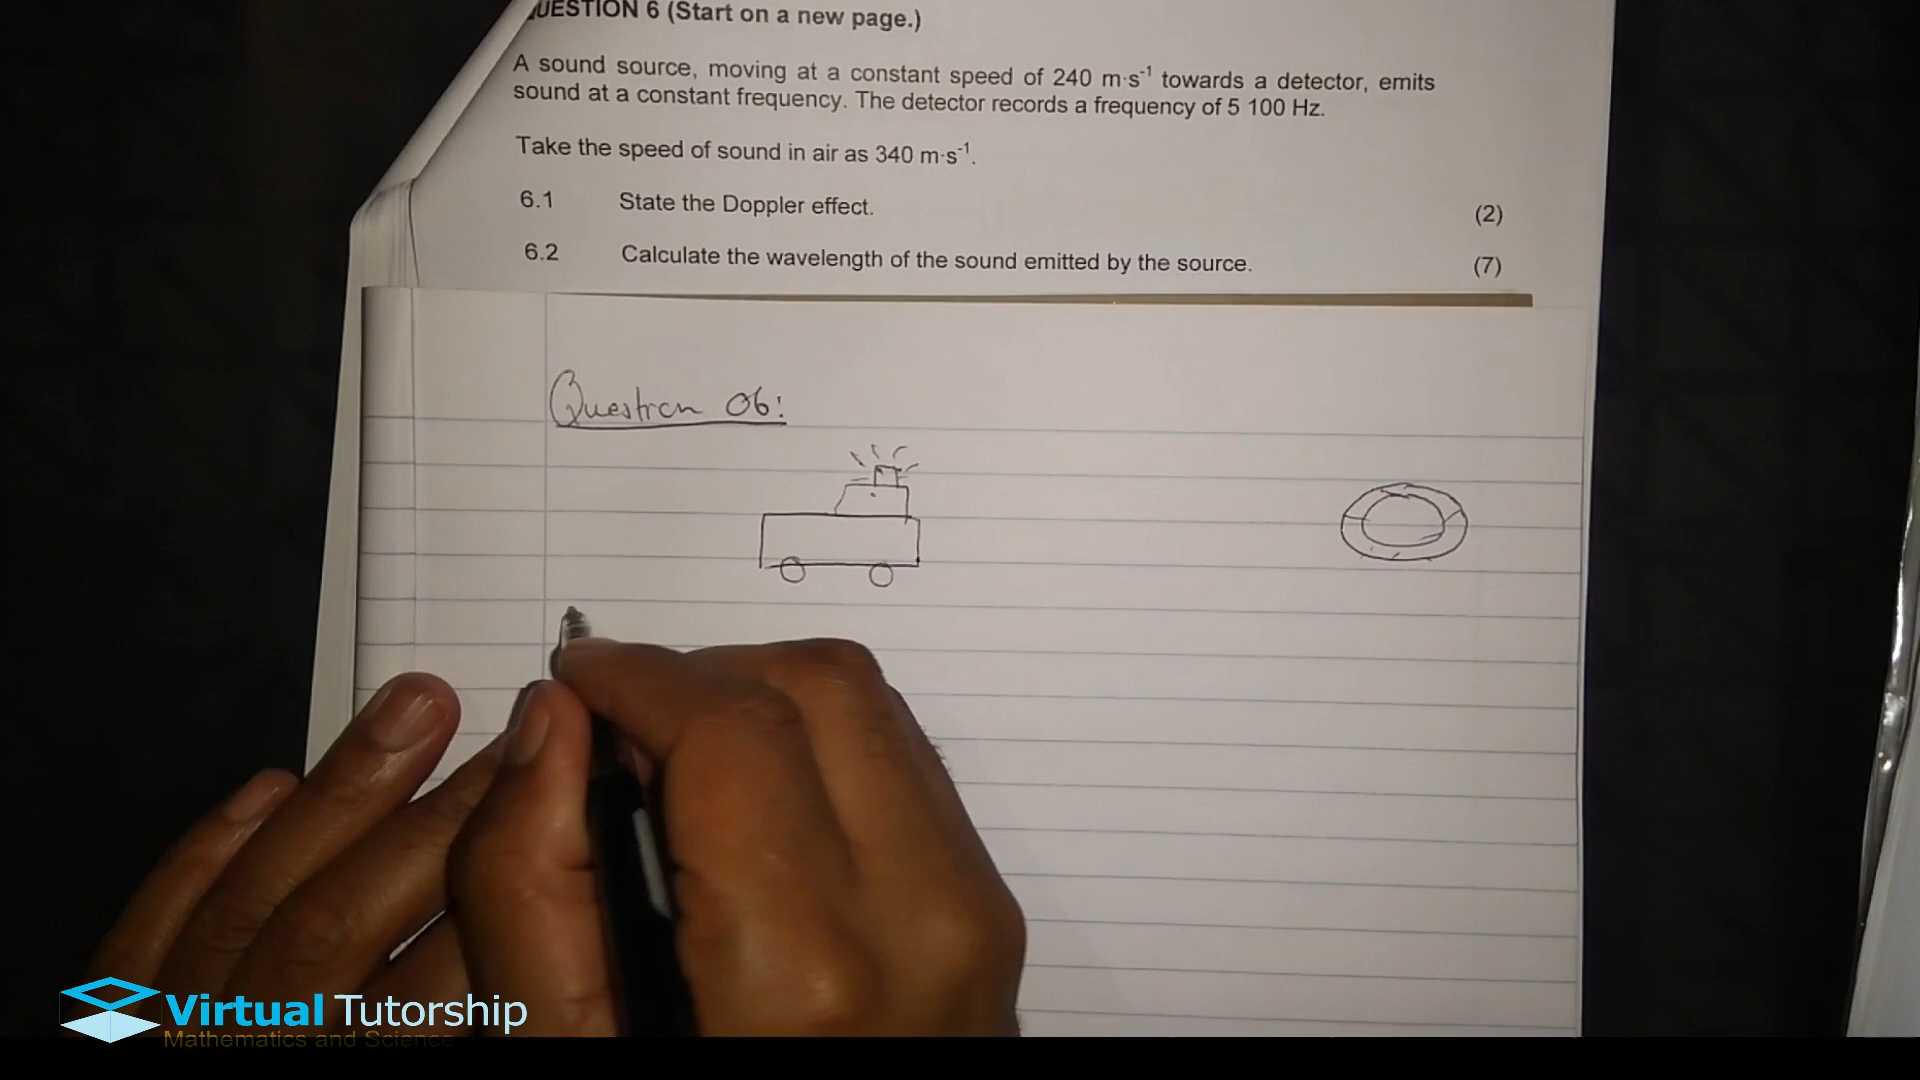 QUESTION 6 (Start on a new page.)
A sound source, moving at a constant speed of 240 m·s⁻¹ towards a detector, emits
sound at a constant frequency. The detector records a frequency of 5 100 Hz.
Take the speed of sound in air as 340 m·s⁻¹.
6.1 State the Doppler effect. (2)
6.2 Calculate the wavelength of the sound emitted by the source. (7)
Question 06:
Virtual Tutorship
Mathematics and Science